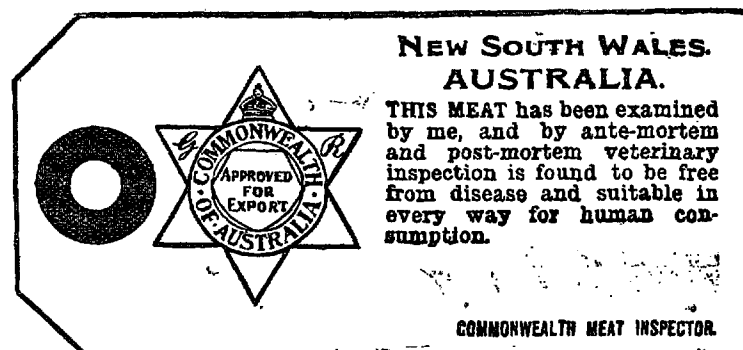 NEW SOUTH WALES.
AUSTRALIA.
THIS MEAT has been examined
by me, and by ante-mortem
and post-mortem veterinary
inspection is found to be free
from disease and suitable in
every way for human con-
sumption.
COMMONWEALTH MEAT INSPECTOR.
G R
COMMONWEALTH
OF AUSTRALIA
APPROVED
FOR
EXPORT